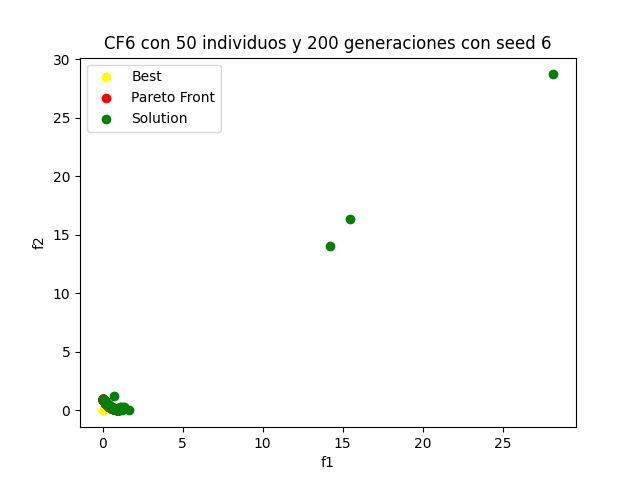 CF6 con 50 individuos y 200 generaciones con seed 6
Best
Pareto Front
Solution
f2
30
25
20
15
10
5
0
0 5 10 15 20 25
f1